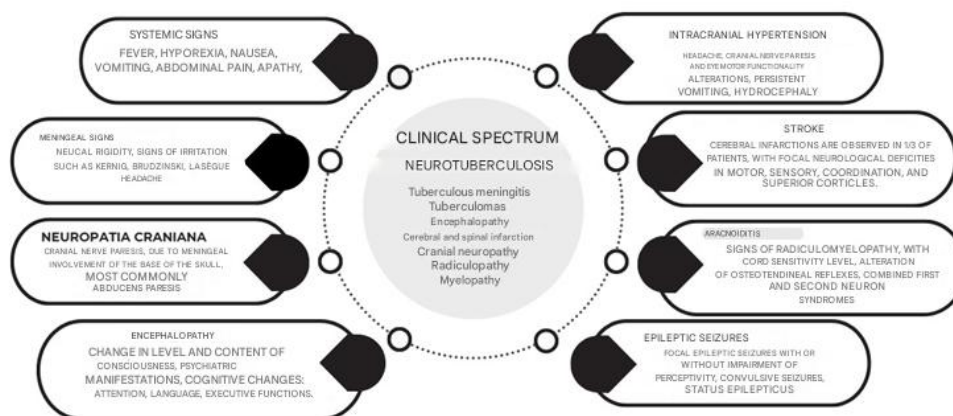 SYSTEMIC SIGNS
FEVER, HYPOREXIA, NAUSEA,
VOMITING, ABDOMINAL PAIN, APATHY,
MENINGEAL SIGNS
NEUCAL RIGIDITY, SIGNS OF IRRITATION
SUCH AS KERNIG, BRUDZINSKI, LASEGUE
HEADACHE
NEUROPATIA CRANIANA
CRANIAL NERVE PARESIS, DUE TO MENINGEAL
INVOLVEMENT OF THE BASE OF THE SKULL,
MOST COMMONLY
ABDUCENS PARESIS
ENCEPHALOPATHY
CHANGE IN LEVEL AND CONTENT OF
CONSCIOUSNESS, PSYCHIATRIC
MANIFESTATIONS, COGNITIVE CHANGES:
ATTENTION, LANGUAGE, EXECUTIVE FUNCTIONS.
CLINICAL SPECTRUM
NEUROTUBERCULOSIS
Tuberculous meningitis
Tuberculomas
Encephalopathy
Cerebral and spinal infarction
Cranial neuropathy
Radiculopathy
Myelopathy
INTRACRANIAL HYPERTENSION
HEADACHE, CRANIAL NERVE PARESIS
AND EYE MOTOR FUNCTIONALITY
ALTERATIONS, PERSISTENT
VOMITING, HYDROCEPHALY
STROKE
CEREBRAL INFARCTIONS ARE OBSERVED IN 1/3 OF
PATIENTS, WITH FOCAL NEUROLOGICAL DEFICITIES
IN MOTOR, SENSORY, COORDINATION, AND
SUPERIOR CORTICLES.
ARACNOIDITIS
SIGNS OF RADICULOMYELOPATHY, WITH
CORD SENSITIVITY LEVEL, ALTERATION
OF OSTEOTENDINEAL REFLEXES, COMBINED FIRST
AND SECOND NEURON
SYNDROMES
EPILEPTIC SEIZURES
FOCAL EPILEPTIC SEIZURES WITH OR
WITHOUT IMPAIRMENT OF
PERCEPTIVITY, CONVULSIVE SEIZURES,
STATUS EPILEPTICUS